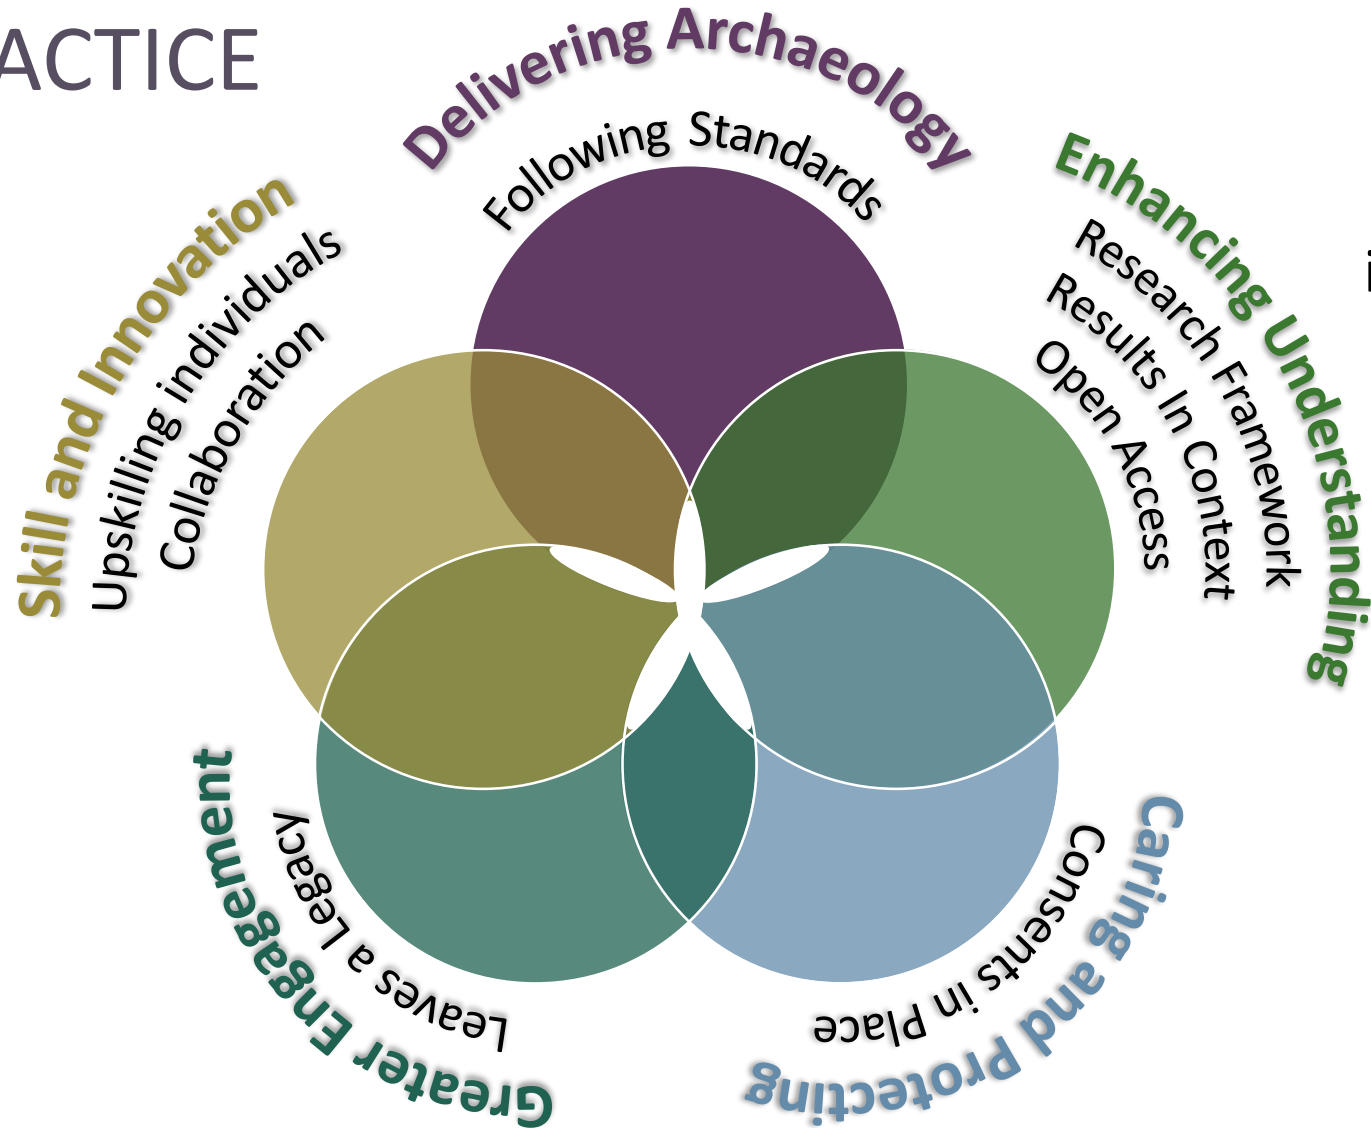 ACTICE
Delivering Archaeology
Following Standards
Enhancing Understanding
Research Framework
Results In Context
Open Access
Caring and Protecting
Consents in Place
Greater Engagement
Leaves a Legacy
Skill and Innovation
Upskilling individuals
Collaboration